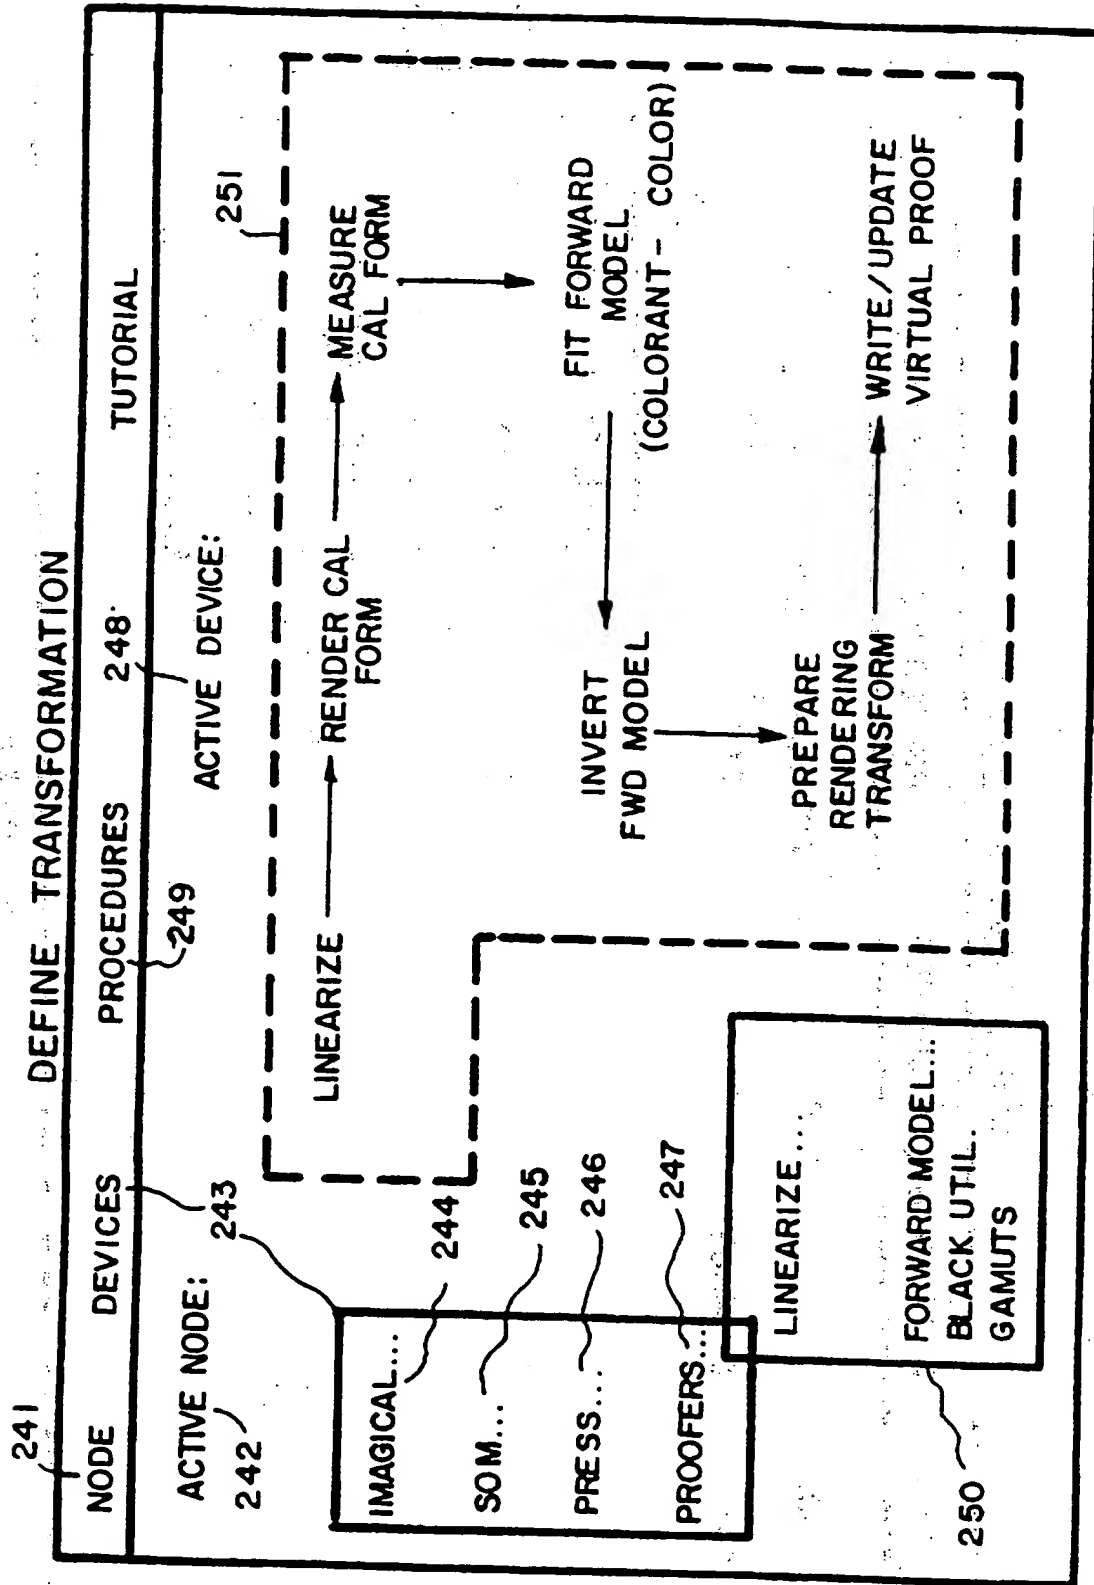 DEFINE TRANSFORMATION
241
NODE DEVICES PROCEDURES TUTORIAL
249
248
ACTIVE NODE:
242
ACTIVE DEVICE:
243
251
IMAGICAL...
244
SOM...
245
PRESS...
246
PROOFERS...
247
LINEARIZE
RENDER CAL
FORM
MEASURE
CAL FORM
FIT FORWARD
MODEL
(COLORANT- COLOR)
INVERT
FWD MODEL
PREPARE
RENDERING
TRANSFORM
WRITE/UPDATE
VIRTUAL PROOF
LINEARIZE...
FORWARD MODEL...
BLACK UTIL.
GAMUTS
250